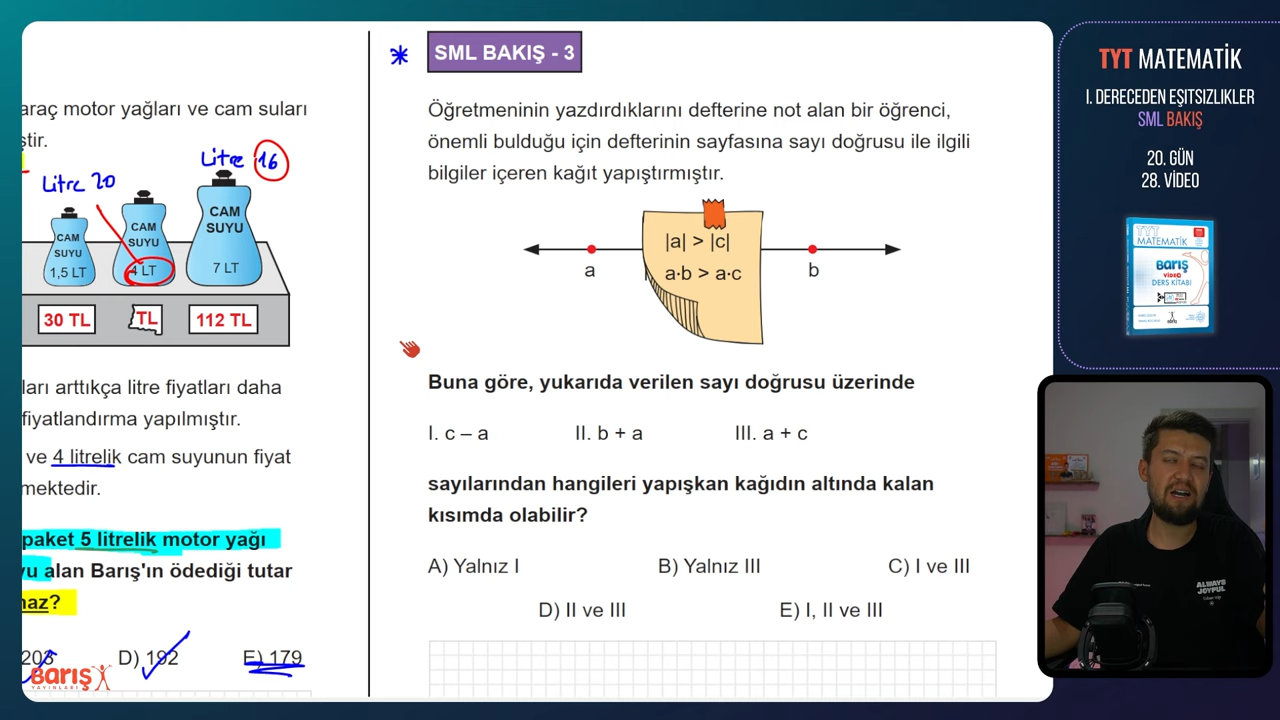 araç motor yağları ve cam suları
ştir.
Litre 20
Litre 16
CAM
SUYU
1,5 LT
CAM
SUYU
4 LT
CAM
SUYU
7 LT
30 TL
TL
112 TL
ları arttıkça litre fiyatları daha
fiyatlandırma yapılmıştır.
ve 4 litrelik cam suyunun fiyat
mektedir.
paket 5 litrelik motor yağı
yu alan Barış'ın ödediği tutar
maz?
203
D) 192
E) 179
Barış
YAYINLARI
SML BAKIŞ - 3
Öğretmeninin yazdırdıklarını defterine not alan bir öğrenci,
önemli bulduğu için defterinin sayfasına sayı doğrusu ile ilgili
bilgiler içeren kağıt yapıştırmıştır.
|a| > |c|
a·b > a·c
a
b
Buna göre, yukarıda verilen sayı doğrusu üzerinde
I. c – a
II. b + a
III. a + c
sayılarından hangileri yapışkan kağıdın altında kalan
kısımda olabilir?
A) Yalnız I
B) Yalnız III
C) I ve III
D) II ve III
E) I, II ve III
TYT MATEMATİK
I. DERECEDEN EŞİTSİZLİKLER
SML BAKIŞ
20. GÜN
28. VİDEO
TYT
MATEMATİK
Barış
VİDEO
DERS KİTABI
ALWAYS
JOYFUL